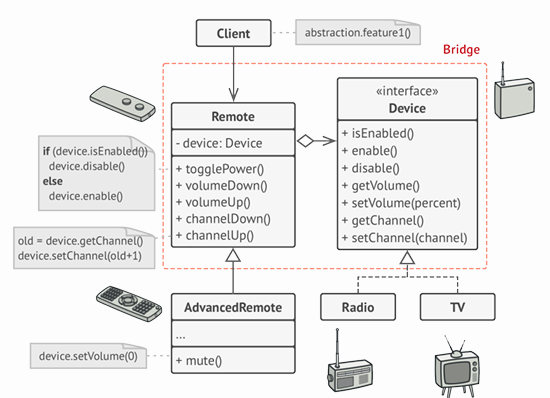 Client
abstraction.feature1()
Bridge
Remote
- device: Device
+ togglePower()
+ volumeDown()
+ volumeUp()
+ channelDown()
+ channelUp()
«interface»
Device
+ isEnabled()
+ enable()
+ disable()
+ getVolume()
+ setVolume(percent)
+ getChannel()
+ setChannel(channel)
if (device.isEnabled())
device.disable()
else
device.enable()
old = device.getChannel()
device.setChannel(old+1)
AdvancedRemote
...
+ mute()
device.setVolume(0)
Radio
TV